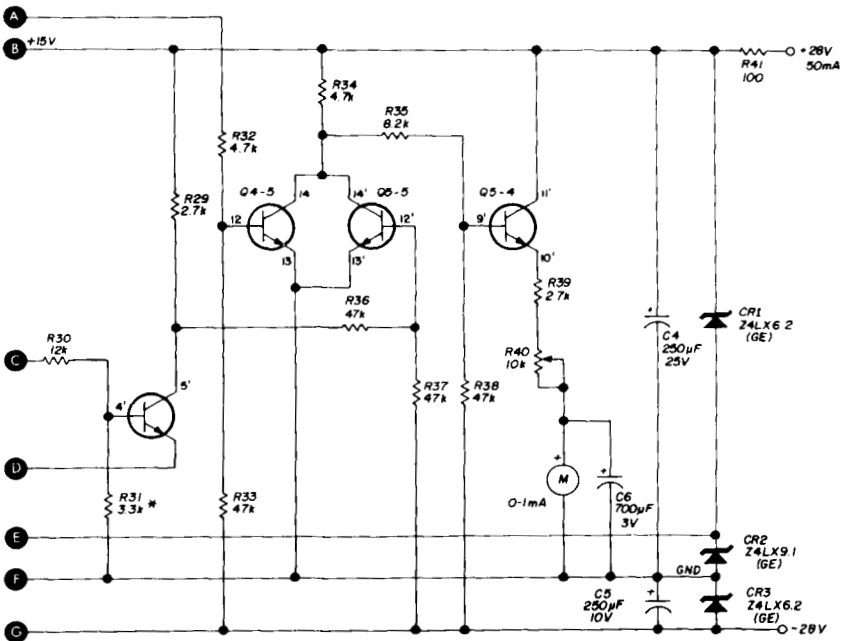 A
B
+15V
+28V
50mA
R41
100
R34
4.7k
R35
8.2k
R32
4.7k
Q4-5
Q5-5
Q5-4
R29
2.7k
14
14'
11'
12
12'
9'
13
13'
10'
R39
2.7k
R36
47k
C4
250µF
25V
CR1
Z4LX6.2
(GE)
C
R30
12k
R40
10k
5'
4'
R37
47k
R38
47k
D
R31
3.3k *
R33
47k
+
M
0-1mA
+
C6
700µF
3V
E
CR2
Z4LX9.1
(GE)
F
GND
C5
250µF
10V
+
CR3
Z4LX6.2
(GE)
G
-28V
+